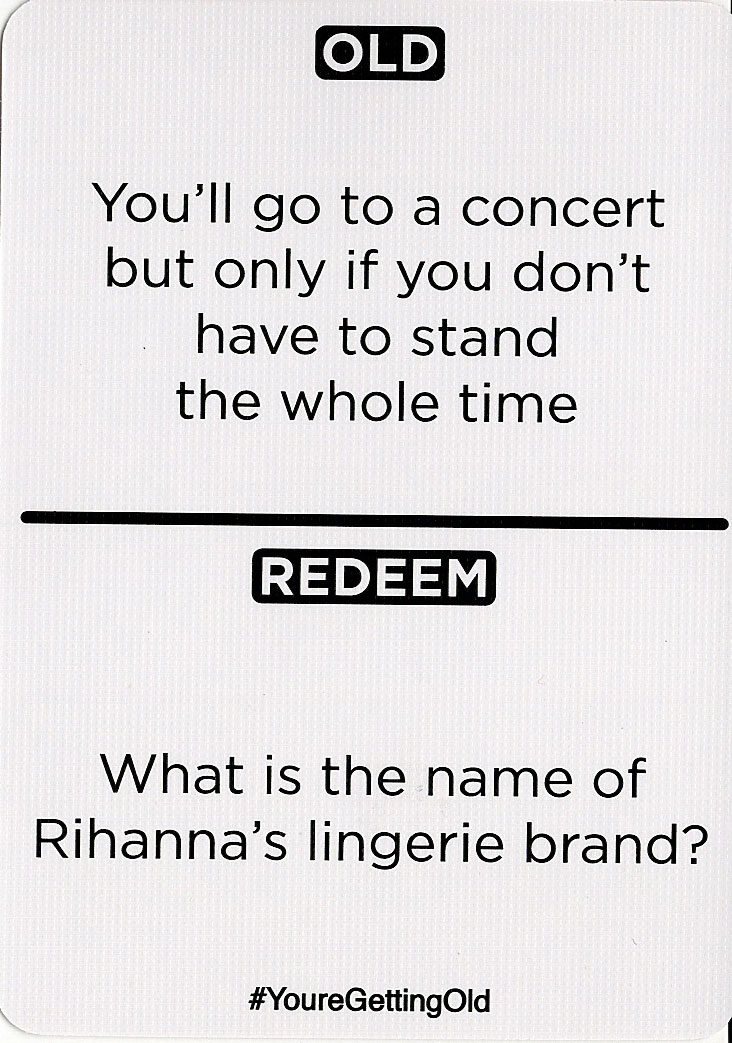 OLD
You’ll go to a concert
but only if you don’t
have to stand
the whole time
REDEEM
What is the name of
Rihanna’s lingerie brand?
#YoureGettingOld